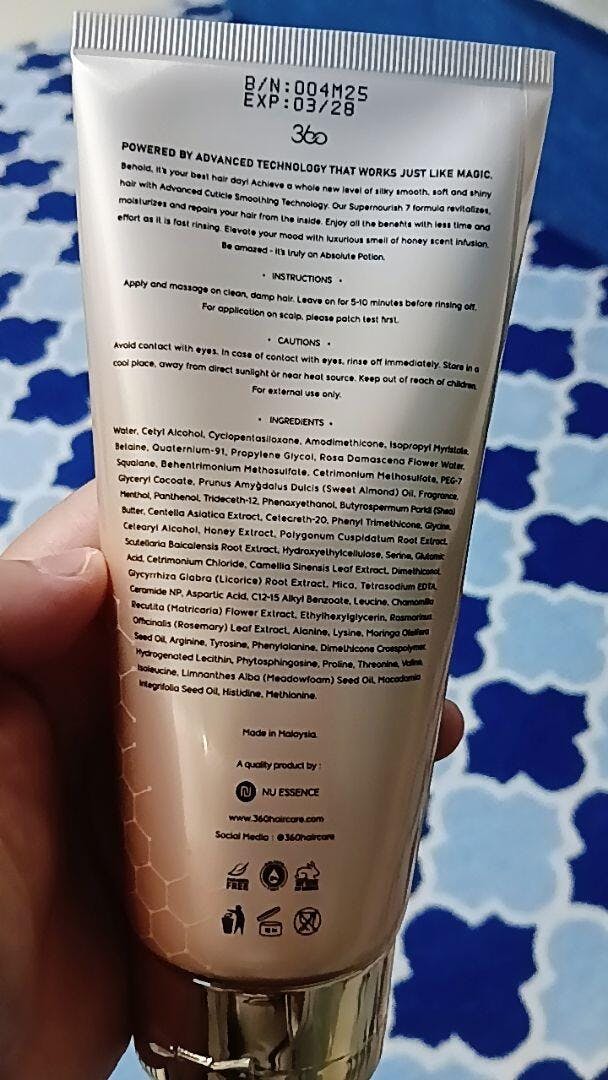 B/N:004M25
EXP:03/28
360
POWERED BY ADVANCED TECHNOLOGY THAT WORKS JUST LIKE MAGIC.
Behold, it's your best hair day! Achieve a whole new level of silky smooth, soft and shiny
hair with Advanced Cuticle Smoothing Technology. Our Supernourish 7 formula revitalizes,
moisturizes and repairs your hair from the inside. Enjoy all the benefits with less time and
effort as it is fast rinsing. Elevate your mood with luxurious smell of honey scent infusion.
Be amazed - it's truly an Absolute Potion.
• INSTRUCTIONS •
Apply and massage on clean, damp hair. Leave on for 5-10 minutes before rinsing off.
For application on scalp, please patch test first.
• CAUTIONS •
Avoid contact with eyes. In case of contact with eyes, rinse off immediately. Store in a
cool place, away from direct sunlight or near heat source. Keep out of reach of children.
For external use only.
• INGREDIENTS •
Water, Cetyl Alcohol, Cyclopentasiloxane, Amodimethicone, Isopropyl Myristate,
Betaine, Quaternium-91, Propylene Glycol, Rosa Damascena Flower Water,
Squalane, Behentrimonium Methosulfate, Cetrimonium Methosulfate, PEG-7
Glyceryl Cocoate, Prunus Amygdalus Dulcis (Sweet Almond) Oil, Fragrance,
Menthol, Panthenol, Trideceth-12, Phenoxyethanol, Butyrospermum Parkii (Shea)
Butter, Centella Asiatica Extract, Ceteareth-20, Phenyl Trimethicone, Glycine,
Cetearyl Alcohol, Honey Extract, Polygonum Cuspidatum Root Extract,
Scutellaria Baicalensis Root Extract, Hydroxyethylcellulose, Serine, Glutamic
Acid, Cetrimonium Chloride, Camellia Sinensis Leaf Extract, Dimethiconol,
Glycyrrhiza Glabra (Licorice) Root Extract, Mica, Tetrasodium EDTA,
Ceramide NP, Aspartic Acid, C12-15 Alkyl Benzoate, Leucine, Chamomilla
Recutita (Matricaria) Flower Extract, Ethylhexylglycerin, Rosmarinus
Officinalis (Rosemary) Leaf Extract, Alanine, Lysine, Moringa Oleifera
Seed Oil, Arginine, Tyrosine, Phenylalanine, Dimethicone Crosspolymer,
Hydrogenated Lecithin, Phytosphingosine, Proline, Threonine, Valine,
Isoleucine, Limnanthes Alba (Meadowfoam) Seed Oil, Macadamia
Integrifolia Seed Oil, Histidine, Methionine.
Made in Malaysia.
A quality product by :
NU ESSENCE
www.360haircare.com
Social Media : @360haircare
FREE